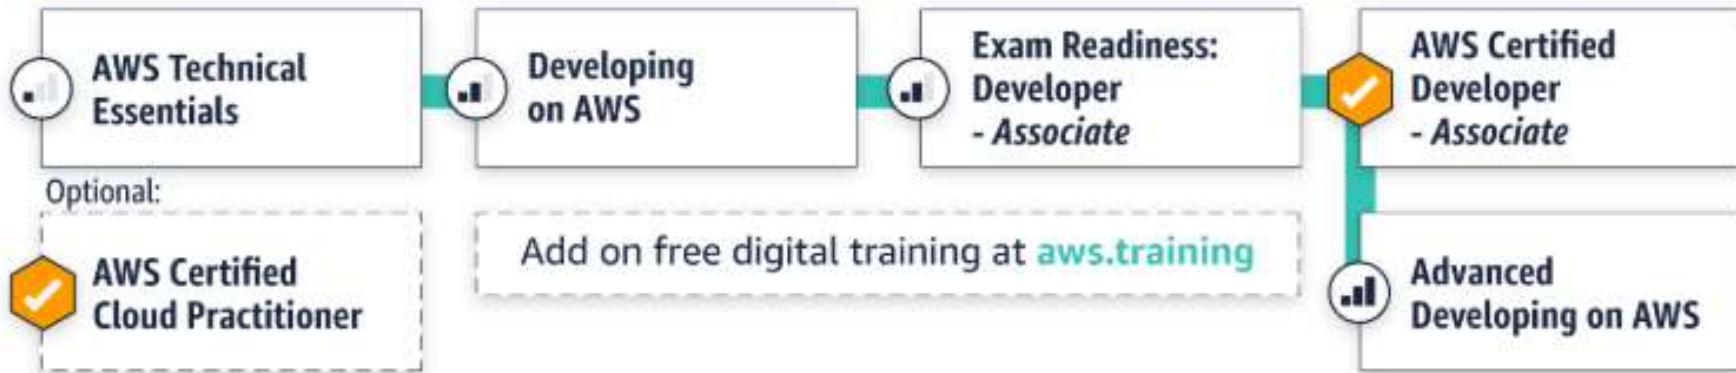 AWS Technical
Essentials
Developing
on AWS
Exam Readiness:
Developer
- Associate
AWS Certified
Developer
- Associate
Optional:
AWS Certified
Cloud Practitioner
Add on free digital training at aws.training
Advanced
Developing on AWS